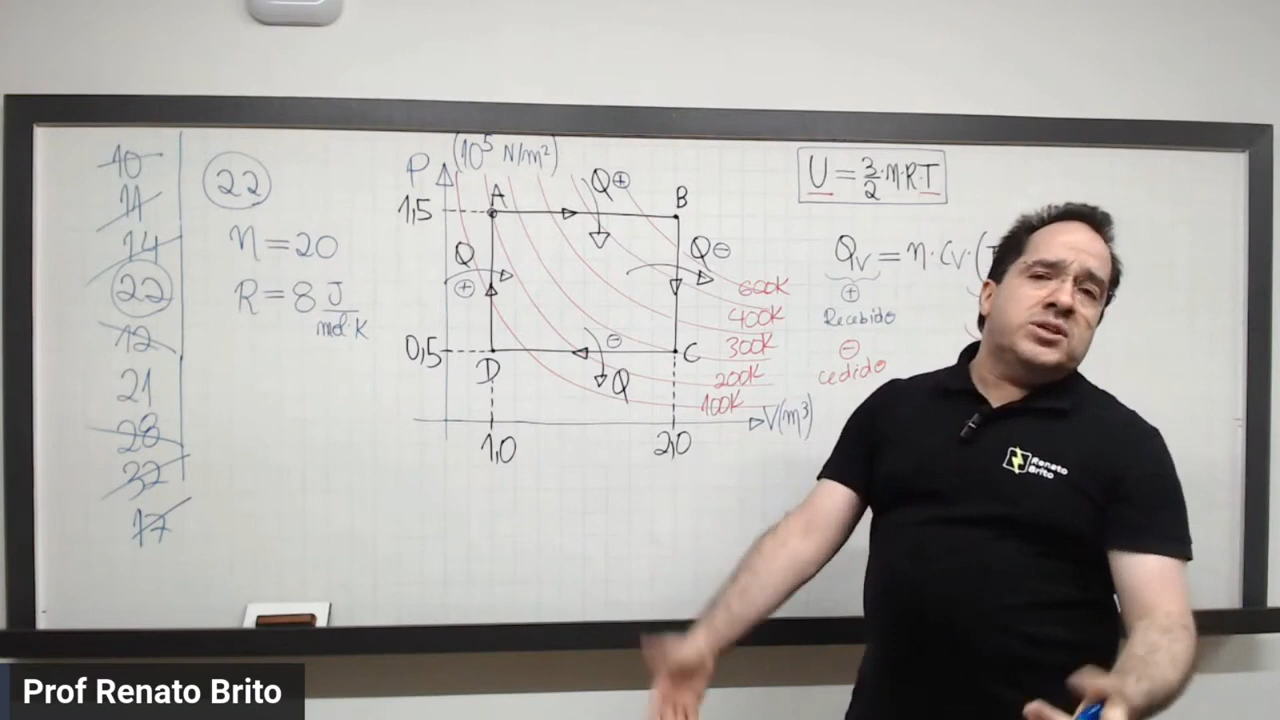 10
11
14
22
12
21
28
32
17
22
n=20
R=8 J/mol·K
P (10⁵ N/m²)
1,5
0,5
A
B
C
D
Q⊕
Q⊖
Q
⊕
⊖
Q
600K
400K
300K
200K
100K
V(m³)
1,0
2,0
U=3/2·n·R·T
Qv=n·Cv·(
⊕
Recebido
⊖
cedido
Renato
Brito
Prof Renato Brito